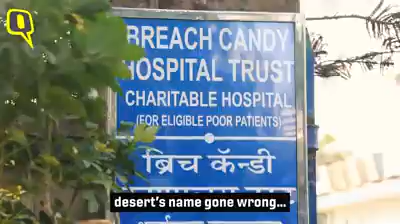 BREACH CANDY
HOSPITAL TRUST
CHARITABLE HOSPITAL
(FOR ELIGIBLE POOR PATIENTS)
ब्रिच कॅन्डी
desert's name gone wrong...